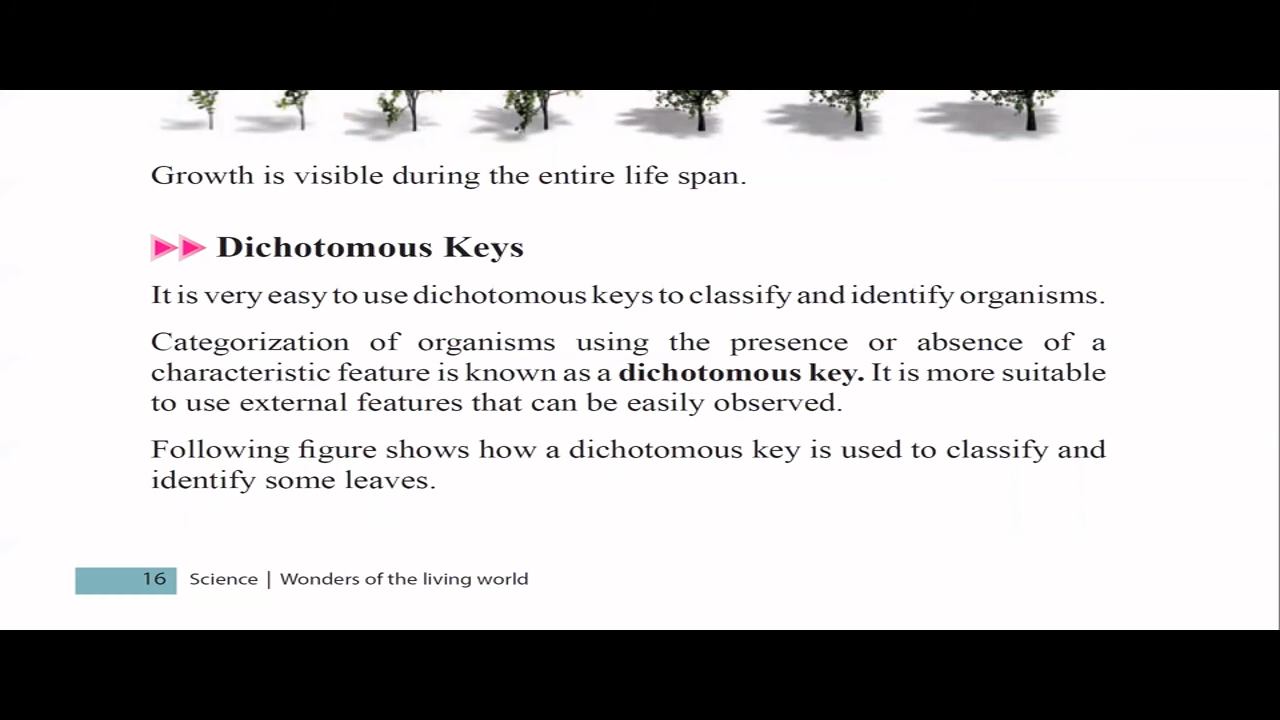 Growth is visible during the entire life span.
Dichotomous Keys
It is very easy to use dichotomous keys to classify and identify organisms.
Categorization of organisms using the presence or absence of a
characteristic feature is known as a dichotomous key. It is more suitable
to use external features that can be easily observed.
Following figure shows how a dichotomous key is used to classify and
identify some leaves.
16 Science | Wonders of the living world